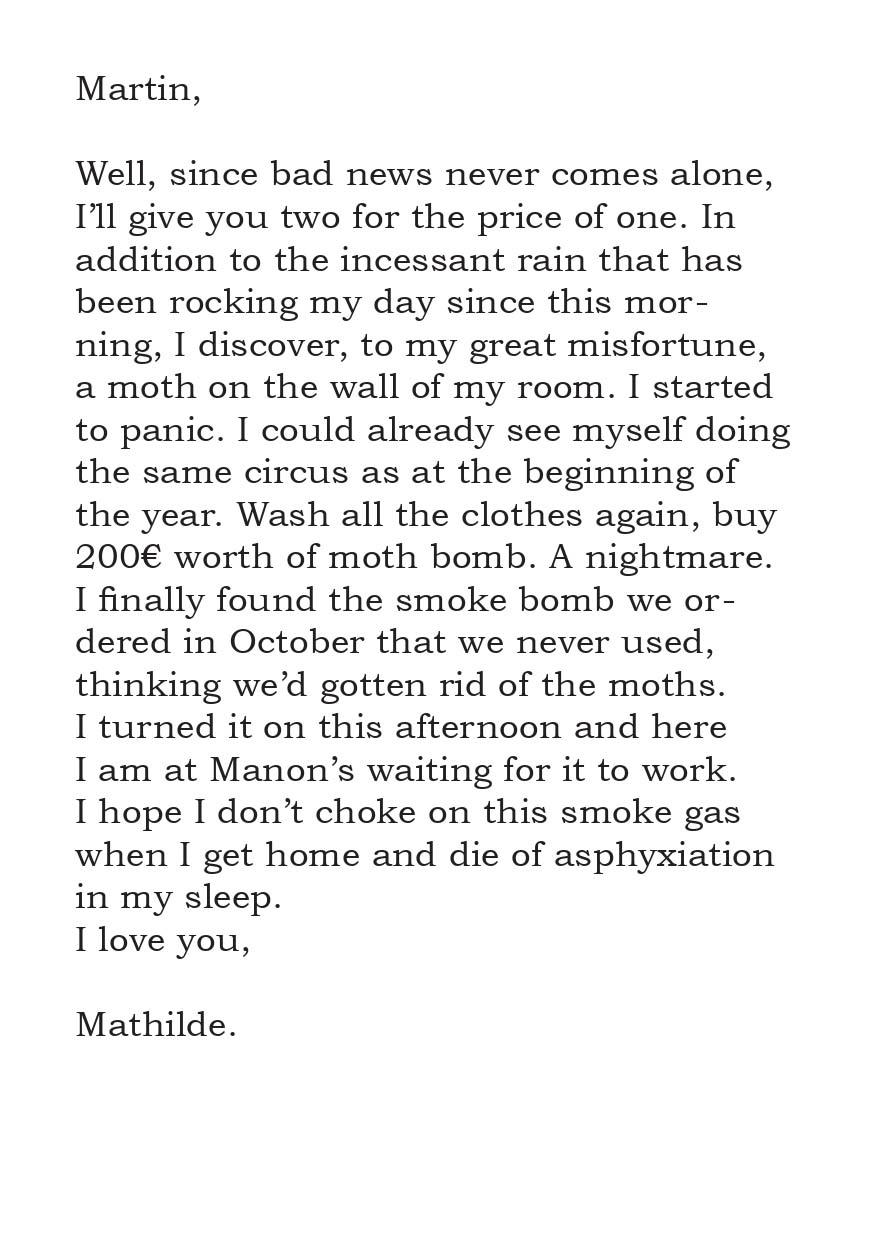 Martin,
Well, since bad news never comes alone,
I’ll give you two for the price of one. In
addition to the incessant rain that has
been rocking my day since this mor-
ning, I discover, to my great misfortune,
a moth on the wall of my room. I started
to panic. I could already see myself doing
the same circus as at the beginning of
the year. Wash all the clothes again, buy
200€ worth of moth bomb. A nightmare.
I finally found the smoke bomb we or-
dered in October that we never used,
thinking we’d gotten rid of the moths.
I turned it on this afternoon and here
I am at Manon’s waiting for it to work.
I hope I don’t choke on this smoke gas
when I get home and die of asphyxiation
in my sleep.
I love you,
Mathilde.